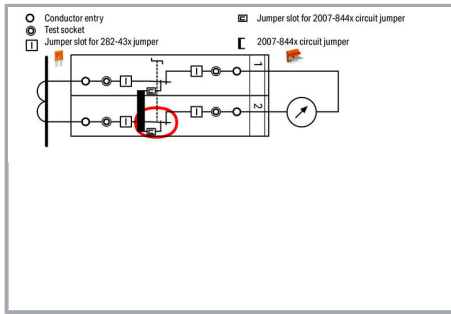 Conductor entry
Test socket
Jumper slot for 282-43x jumper
Jumper slot for 2007-844x circuit jumper
2007-844x circuit jumper
1
2